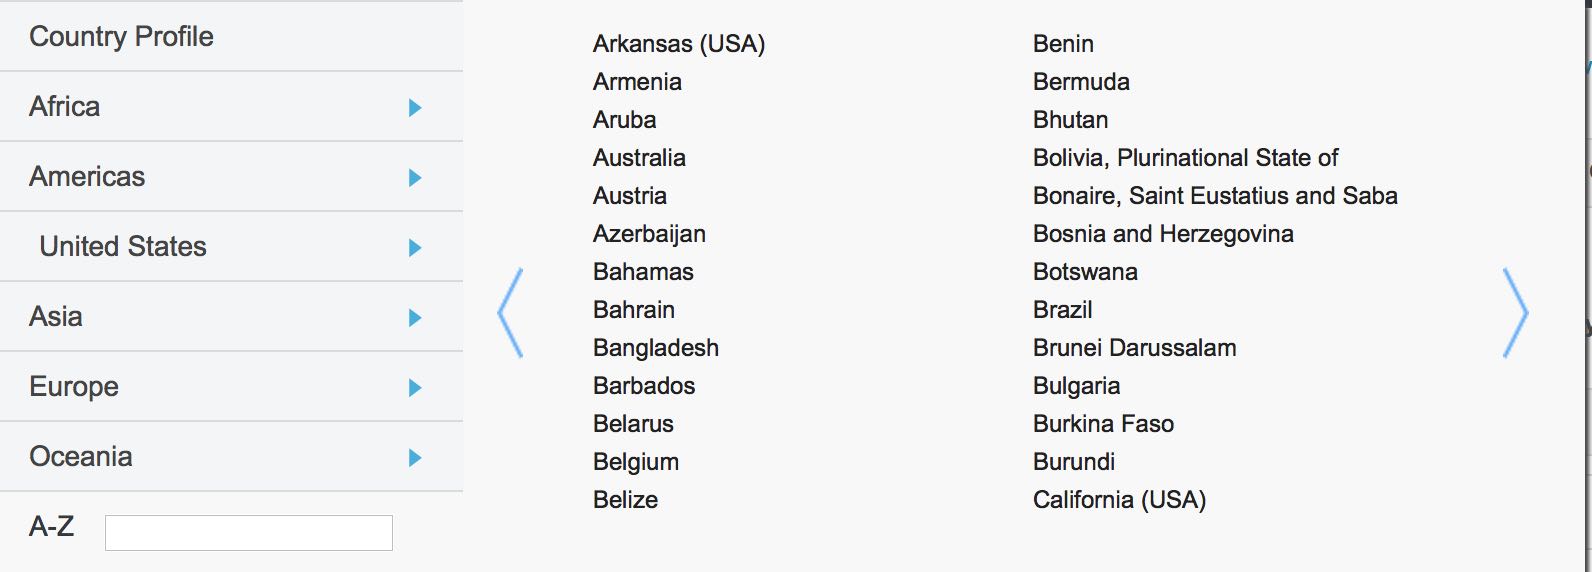 Country Profile
Africa
Americas
United States
Asia
Europe
Oceania
A-Z
Arkansas (USA)
Armenia
Aruba
Australia
Austria
Azerbaijan
Bahamas
Bahrain
Bangladesh
Barbados
Belarus
Belgium
Belize
Benin
Bermuda
Bhutan
Bolivia, Plurinational State of
Bonaire, Saint Eustatius and Saba
Bosnia and Herzegovina
Botswana
Brazil
Brunei Darussalam
Bulgaria
Burkina Faso
Burundi
California (USA)